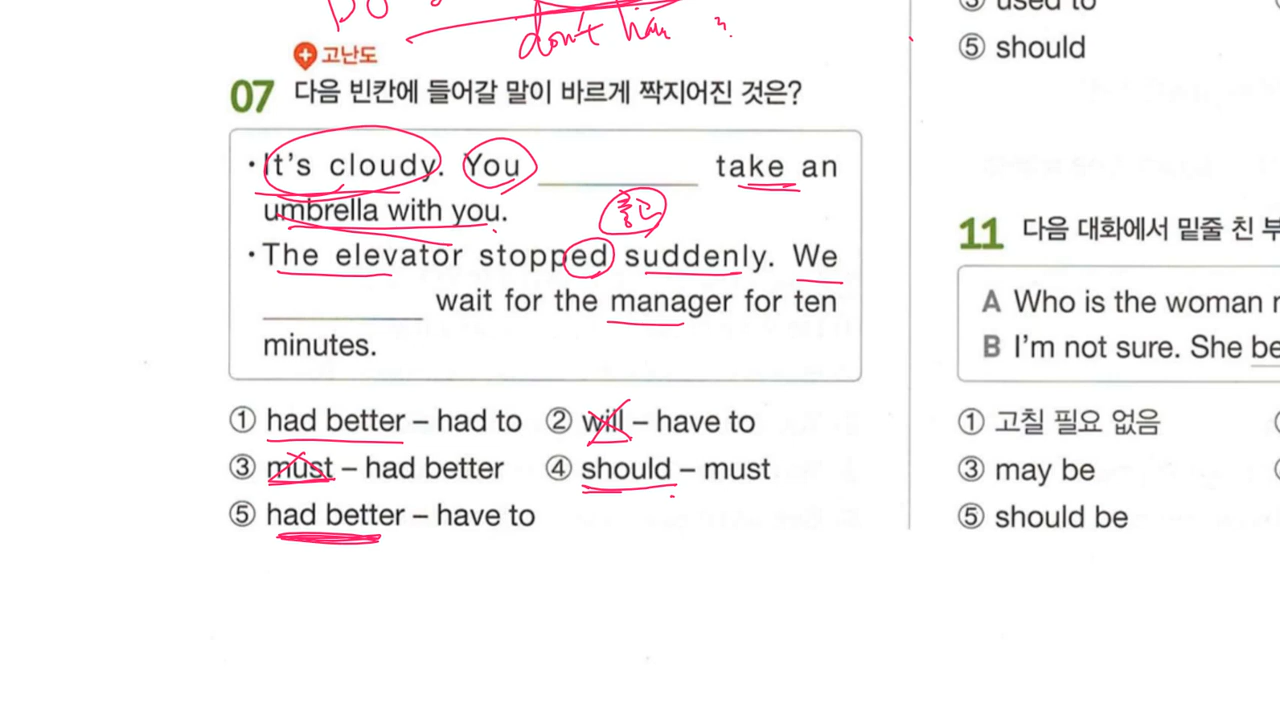 don't
③ used to
⑤ should
고난도
07 다음 빈칸에 들어갈 말이 바르게 짝지어진 것은?
• It's cloudy. You ________ take an
umbrella with you.
충고
• The elevator stopped suddenly. We
________ wait for the manager for ten
minutes.
① had better – had to ② will – have to
③ must – had better ④ should – must
⑤ had better – have to
11 다음 대화에서 밑줄 친 부
A Who is the woman
B I'm not sure. She be
① 고칠 필요 없음
③ may be
⑤ should be